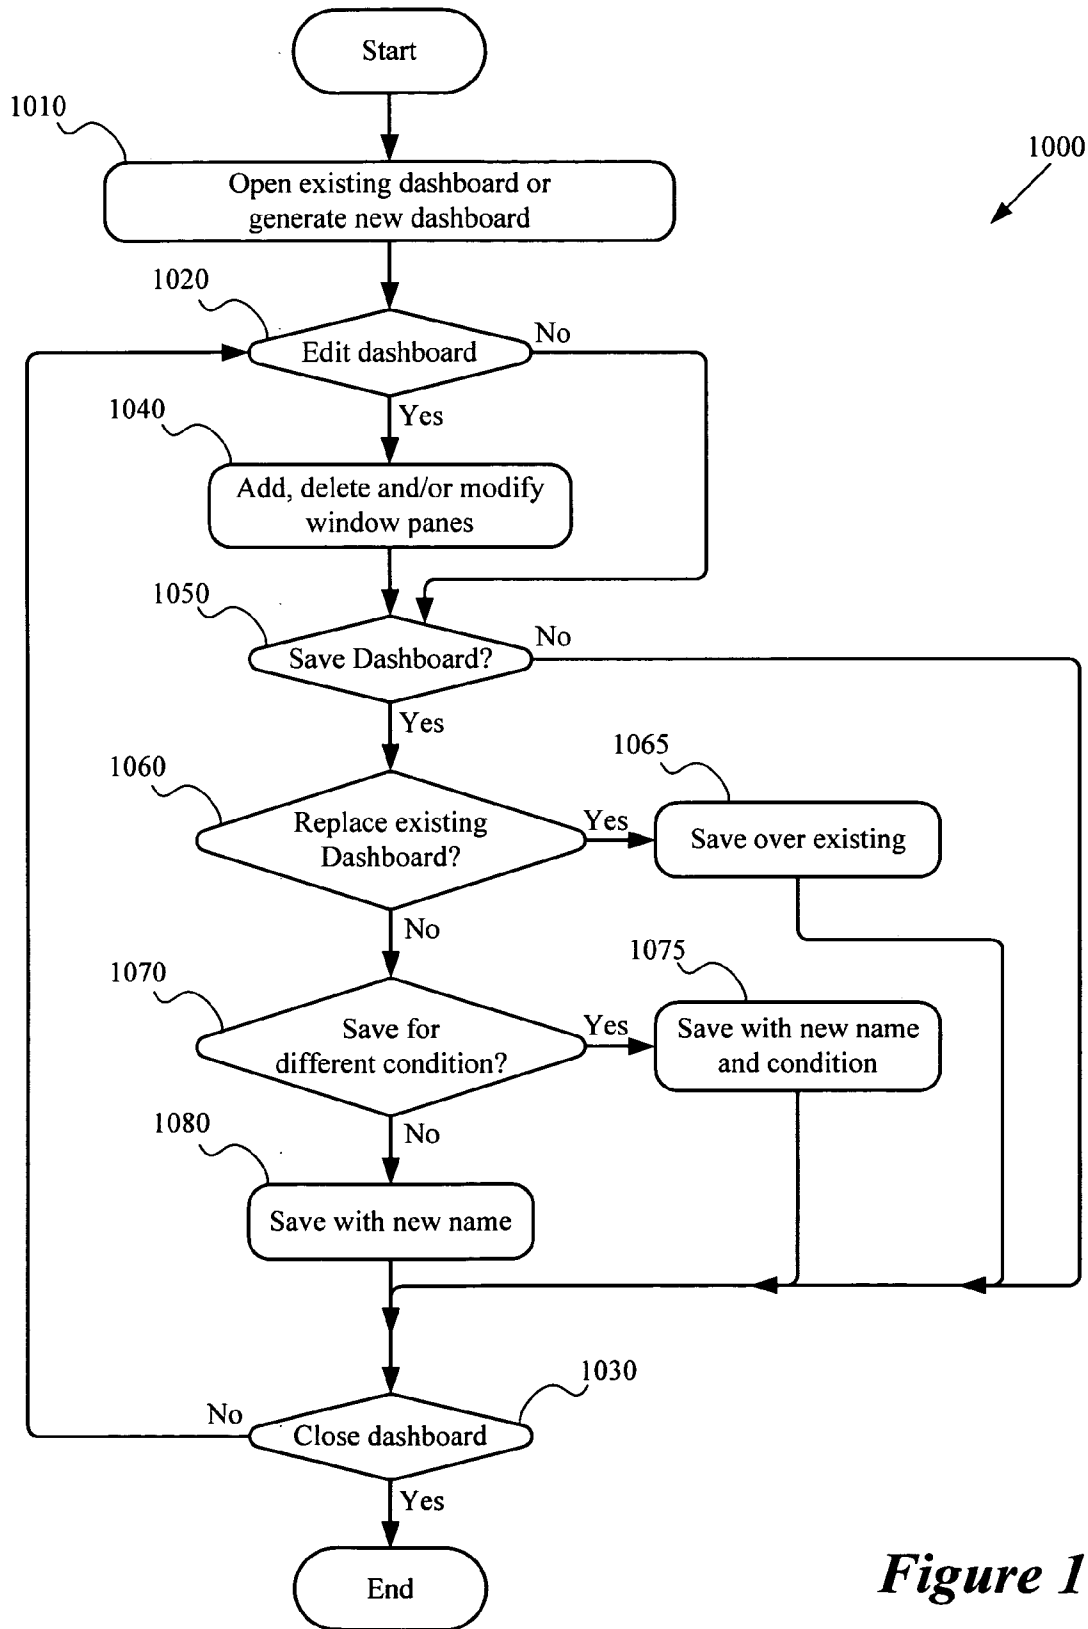 Start
1010
1000
Open existing dashboard or
generate new dashboard
1020
No
Edit dashboard
Yes
1040
Add, delete and/or modify
window panes
1050
No
Save Dashboard?
Yes
1065
1060
Replace existing
Dashboard?
Yes
Save over existing
No
1075
1070
Save for
different condition?
Yes
Save with new name
and condition
No
1080
Save with new name
1030
No
Close dashboard
Yes
End
Figure 1